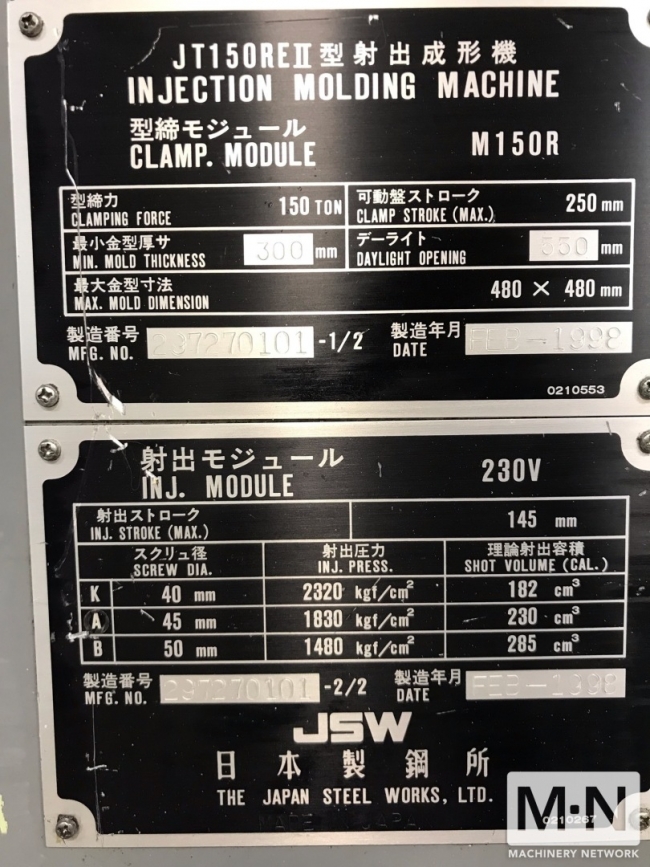 JT150REⅡ型射出成形機
INJECTION MOLDING MACHINE
型締モジュール
CLAMP. MODULE M150R
型締力 150 TON 可動盤ストローク 250 mm
CLAMPING FORCE CLAMP STROKE (MAX.)
最小金型厚サ 300 mm デーライト 550 mm
MIN. MOLD THICKNESS DAYLIGHT OPENING
最大金型寸法 480 × 480 mm
MAX. MOLD DIMENSION
製造番号 297270101 -1/2 製造年月 FEB-1998
MFG. NO. DATE
0210553
射出モジュール 230V
INJ. MODULE
射出ストローク 145 mm
INJ. STROKE (MAX.)
スクリュ径 射出圧力 理論射出容積
SCREW DIA. INJ. PRESS. SHOT VOLUME (CAL.)
K 40 mm 2320 kgf/cm² 182 cm³
A 45 mm 1830 kgf/cm² 230 cm³
B 50 mm 1480 kgf/cm² 285 cm³
製造番号 297270101 -2/2 製造年月 FEB-1998
MFG. NO. DATE
JSW
日本製鋼所
THE JAPAN STEEL WORKS, LTD.
M·N
0210267
MACHINERY NETWORK